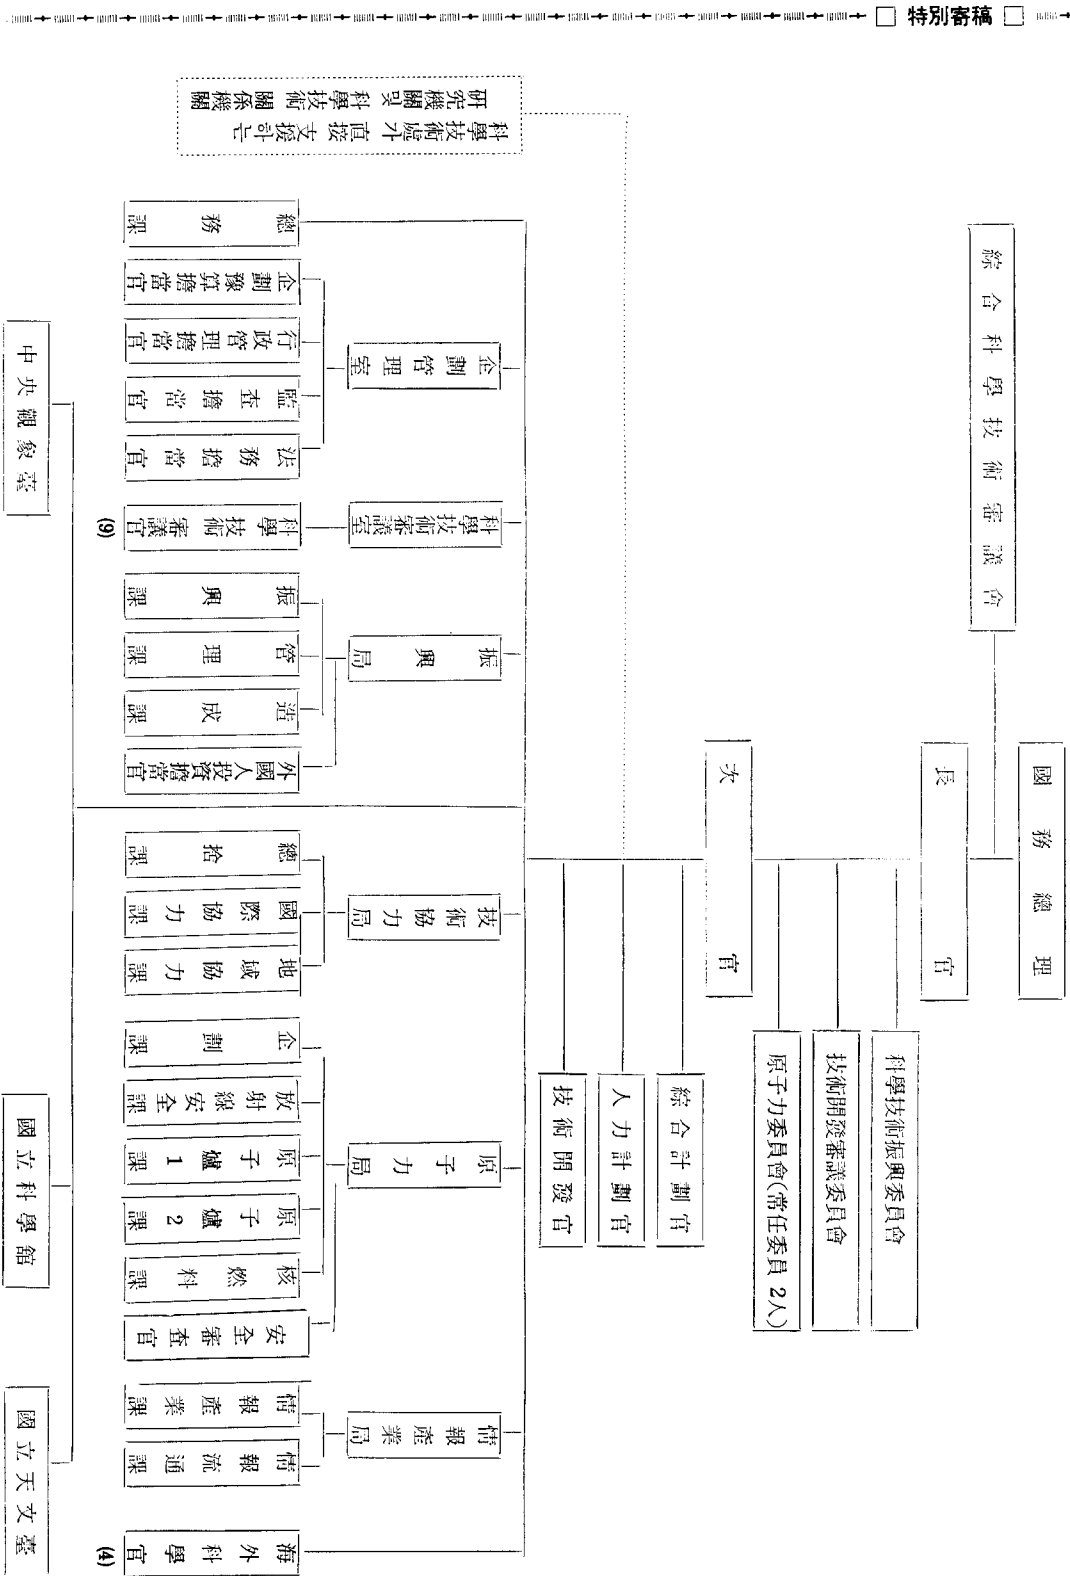 特別寄稿
國務總理
綜合科學技術審議會
長官
科學技術振興委員會
技術開發審議委員會
原子力委員會(常任委員 2人)
次官
綜合計劃官
人力計劃官
技術開發官
科學技術處가 直接 支援하는
研究機關 및 科學技術 關係機關
總務課
企劃管理室
企劃豫算擔當官
行政管理擔當官
監査擔當官
法務擔當官
科學技術審議室
科學技術審議官
(9)
振興局
振興課
管理課
造成課
外國人投資擔當官
技術協力局
總括課
國際協力課
地域協力課
原子力局
企劃課
放射線安全課
原子爐1課
原子爐2課
核燃料課
安全審査官
情報産業局
情報産業課
情報流通課
海外科學官
(4)
中央觀象臺
國立科學館
國立天文臺